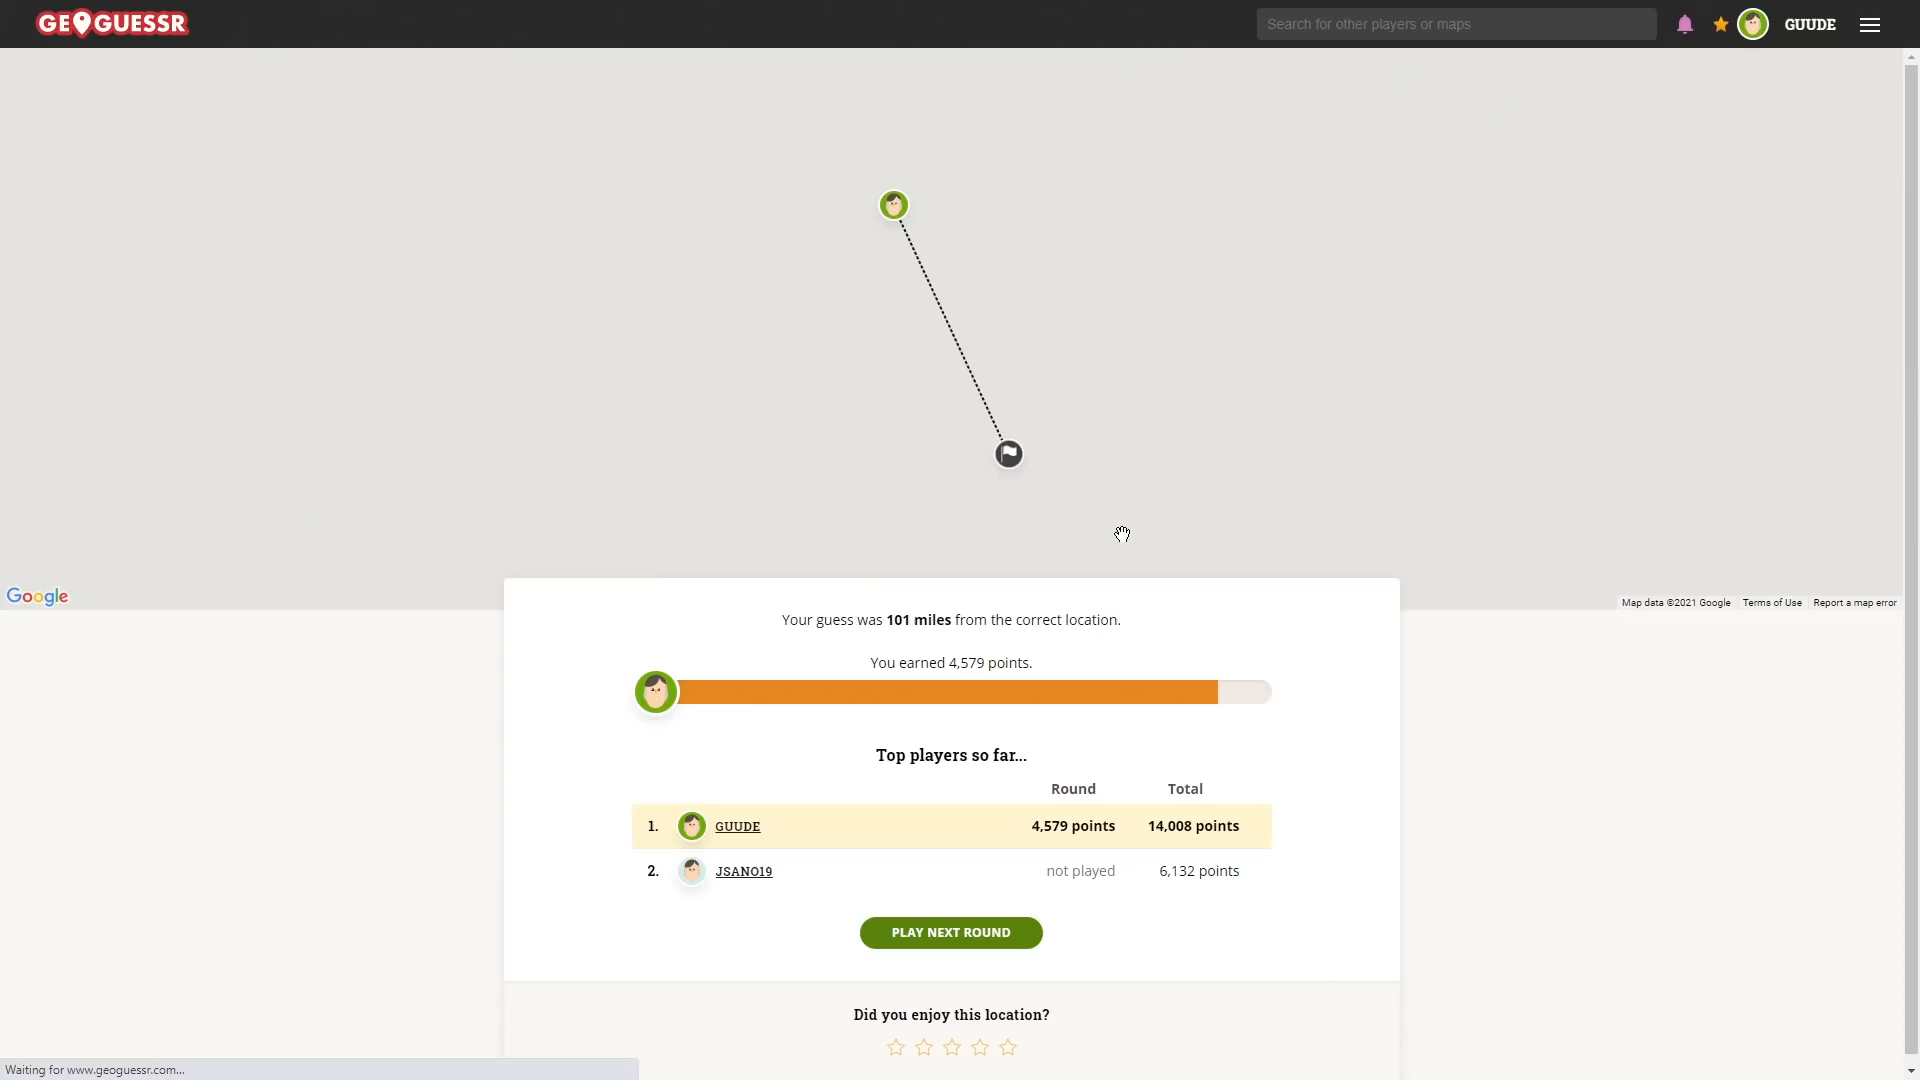 GEOGUESSR
Search for other players or maps
GUUDE
Google
Map data ©2021 Google
Terms of Use
Report a map error
Your guess was 101 miles from the correct location.
You earned 4,579 points.
Top players so far...
Round Total
1. GUUDE 4,579 points 14,008 points
2. JSANO19 not played 6,132 points
PLAY NEXT ROUND
Did you enjoy this location?
Waiting for www.geoguessr.com...